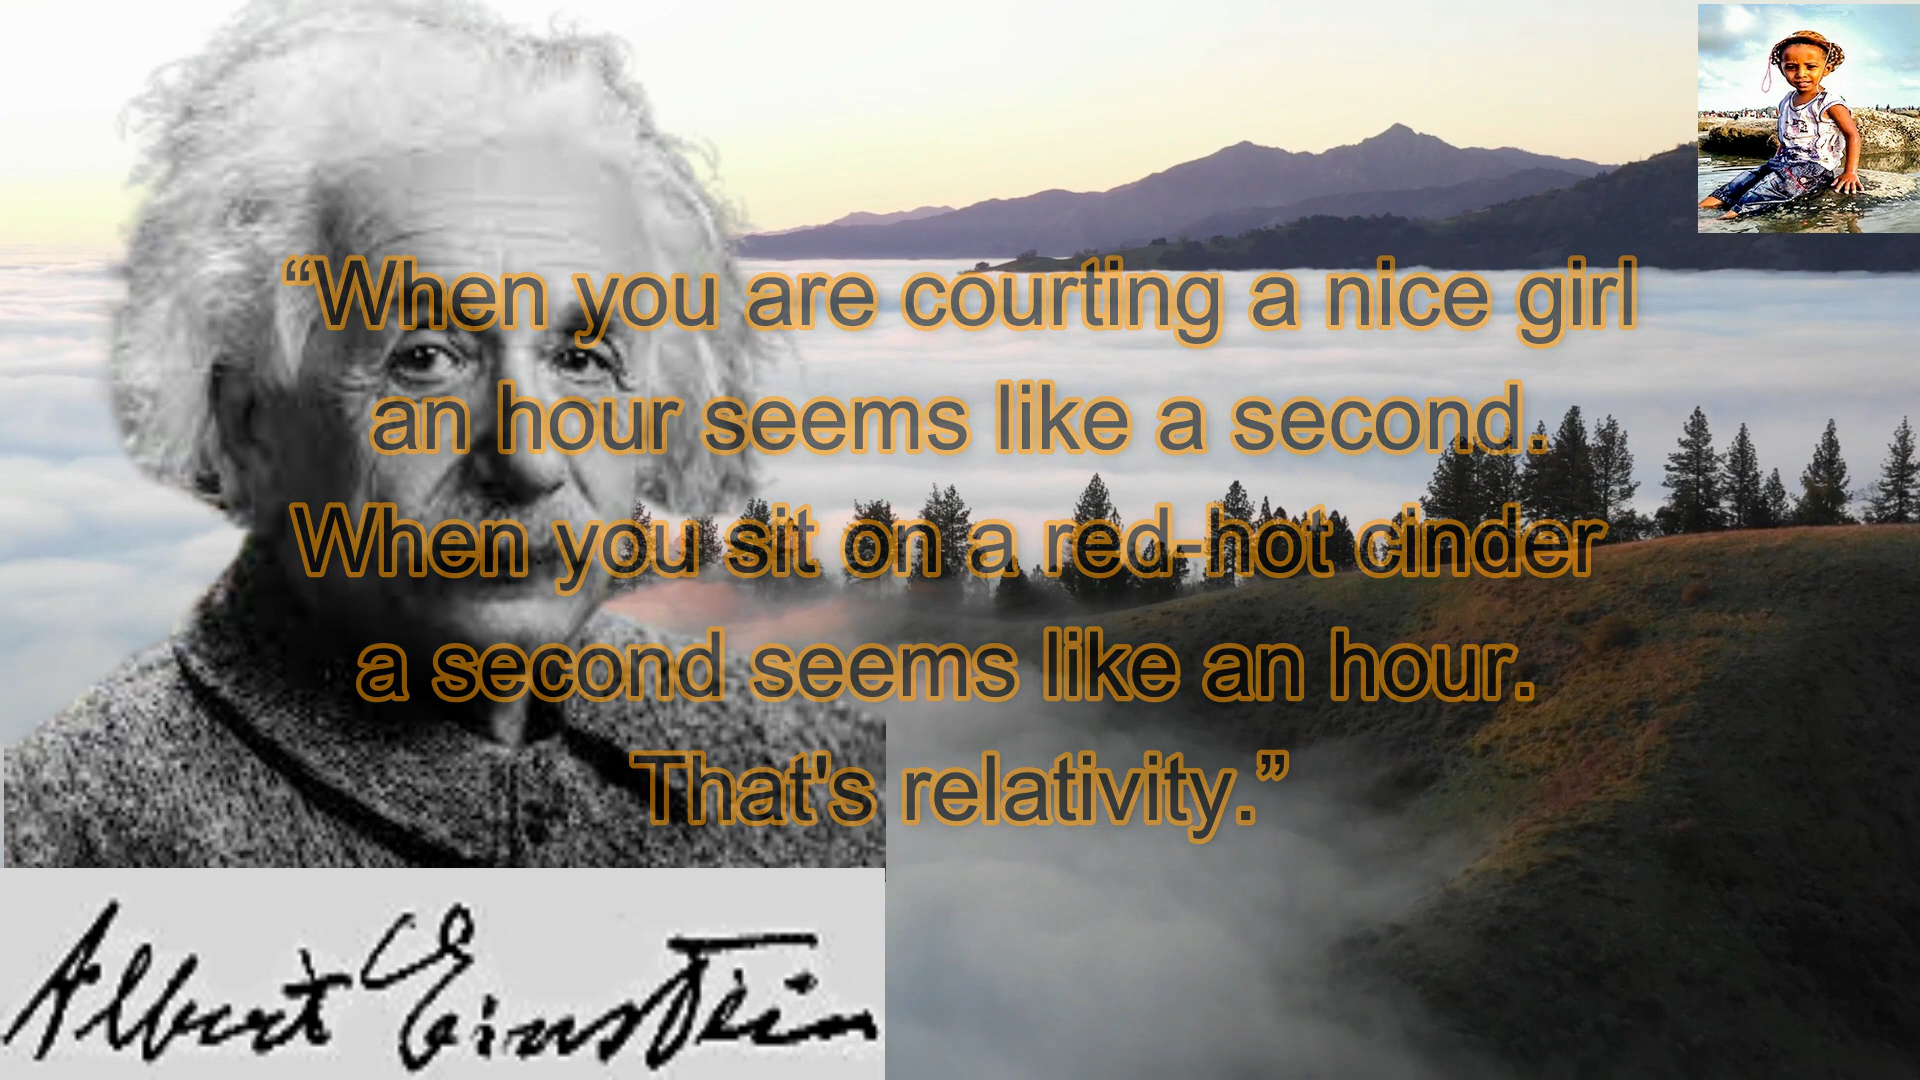 “When you are courting a nice girl
an hour seems like a second.
When you sit on a red-hot cinder
a second seems like an hour.
That's relativity.”
Albert Einstein